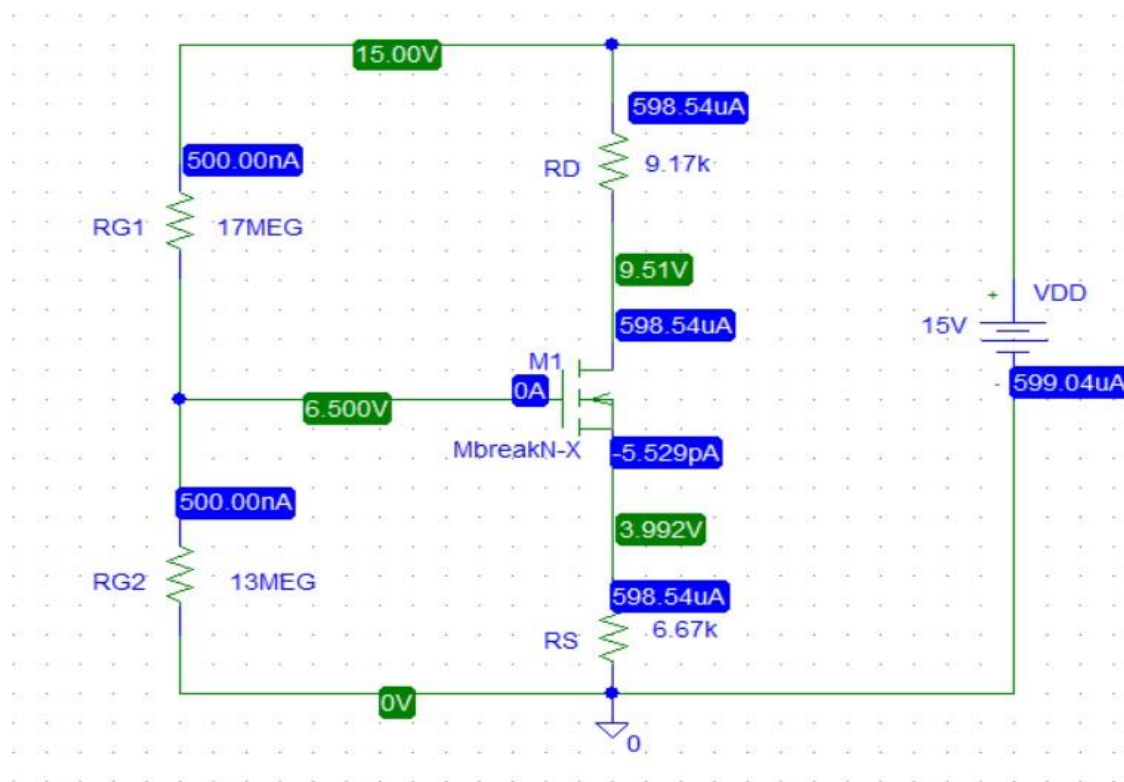 15.00V
598.54uA
RD
9.17k
500.00nA
RG1
17MEG
9.51V
598.54uA
+
VDD
15V
M1
0A
-
599.04uA
6.500V
MbreakN-X
-5.529pA
500.00nA
3.992V
RG2
13MEG
598.54uA
RS
6.67k
0V
0